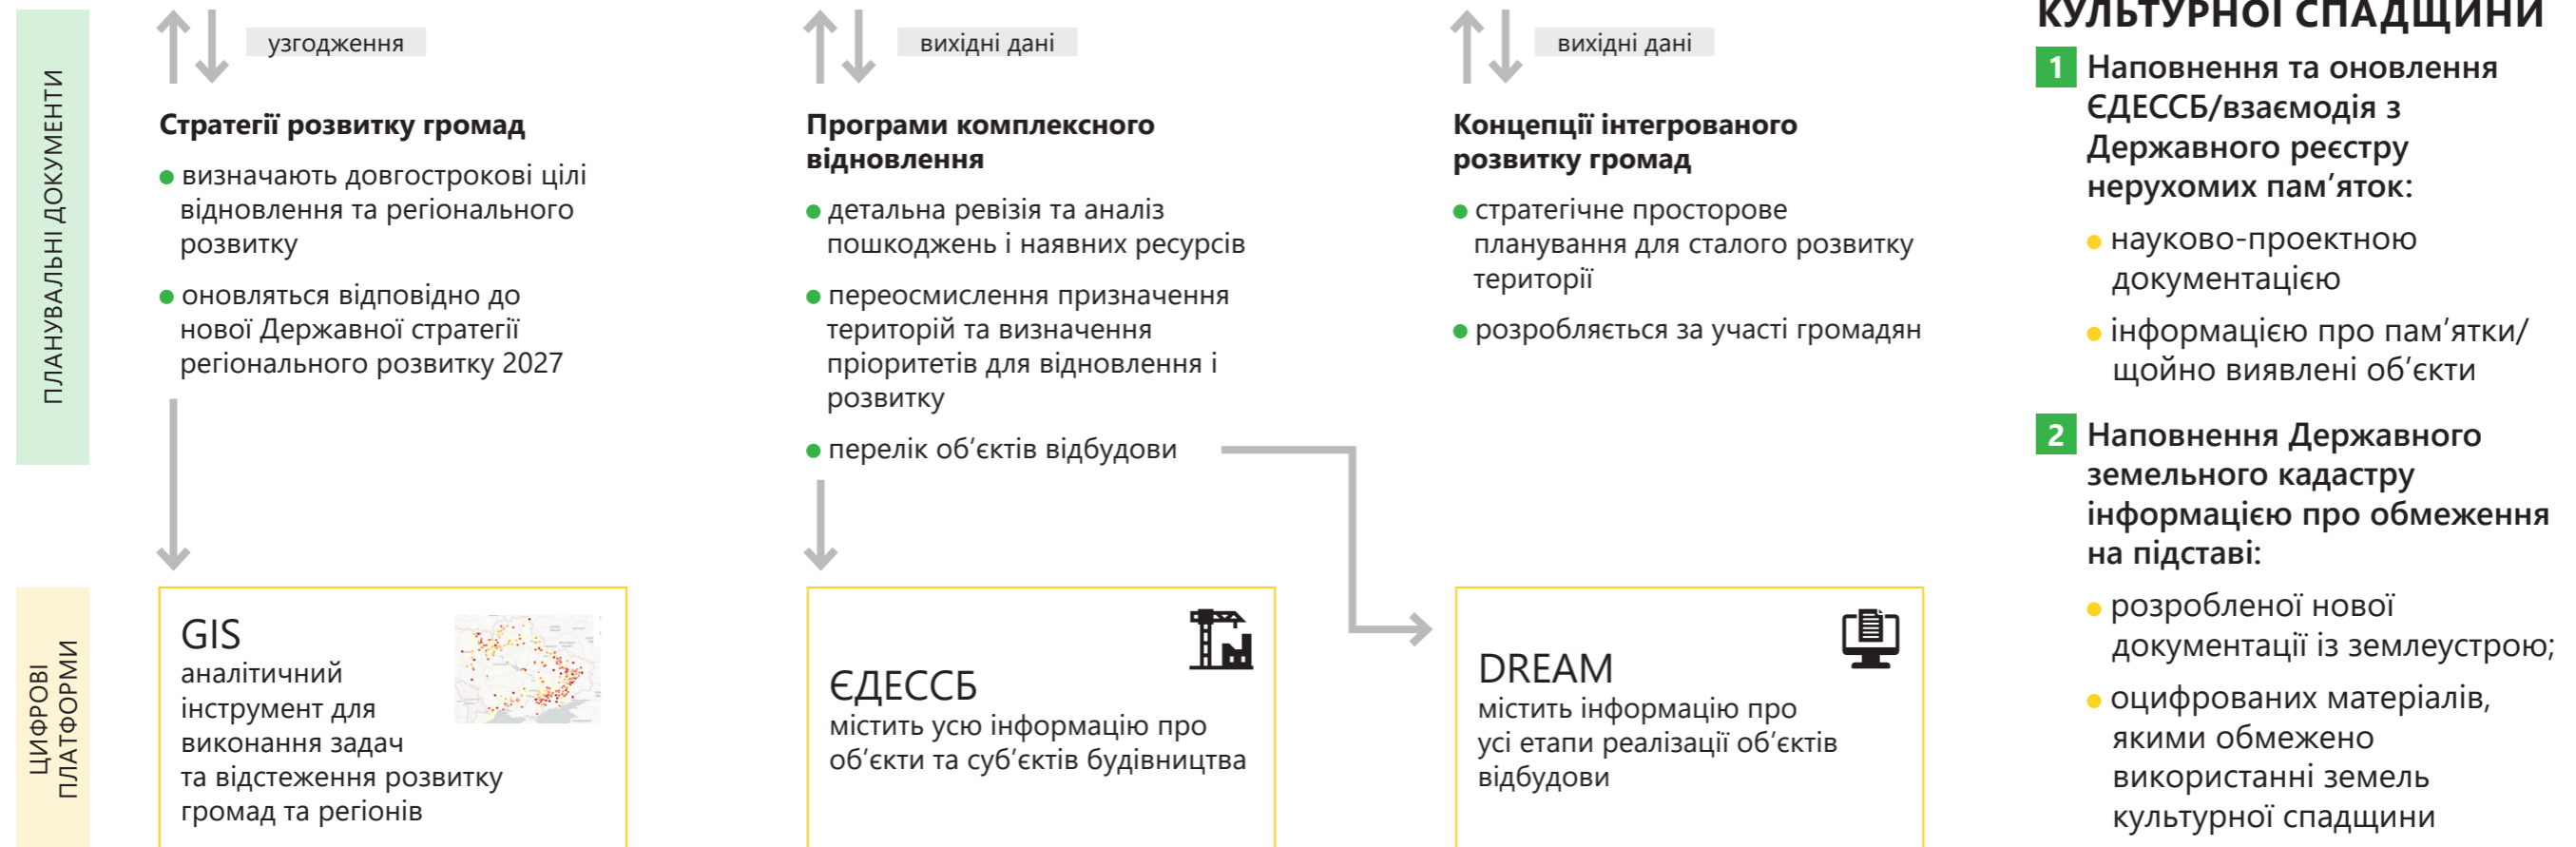 ПЛАНУВАЛЬНІ ДОКУМЕНТИ
узгодження
Стратегії розвитку громад
визначають довгострокові цілі
відновлення та регіонального
розвитку
оновляться відповідно до
нової Державної стратегії
регіонального розвитку 2027
вихідні дані
Програми комплексного
відновлення
детальна ревізія та аналіз
пошкоджень і наявних ресурсів
переосмислення призначення
територій та визначення
пріоритетів для відновлення і
розвитку
перелік об’єктів відбудови
вихідні дані
Концепції інтегрованого
розвитку громад
стратегічне просторове
планування для сталого розвитку
території
розробляється за участі громадян
ЦИФРОВІ
ПЛАТФОРМИ
GIS
аналітичний
інструмент для
виконання задач
та відстеження розвитку
громад та регіонів
ЄДЕССБ
містить усю інформацію про
об’єкти та суб’єктів будівництва
DREAM
містить інформацію про
усі етапи реалізації об’єктів
відбудови
КУЛЬТУРНОЇ СПАДЩИНИ
1 Наповнення та оновлення
ЄДЕССБ/взаємодія з
Державного реєстру
нерухомих пам’яток:
науково-проектною
документацією
інформацією про пам’ятки/
щойно виявлені об’єкти
2 Наповнення Державного
земельного кадастру
інформацією про обмеження
на підставі:
розробленої нової
документації із землеустрою;
оцифрованих матеріалів,
якими обмежено
використанні земель
культурної спадщини